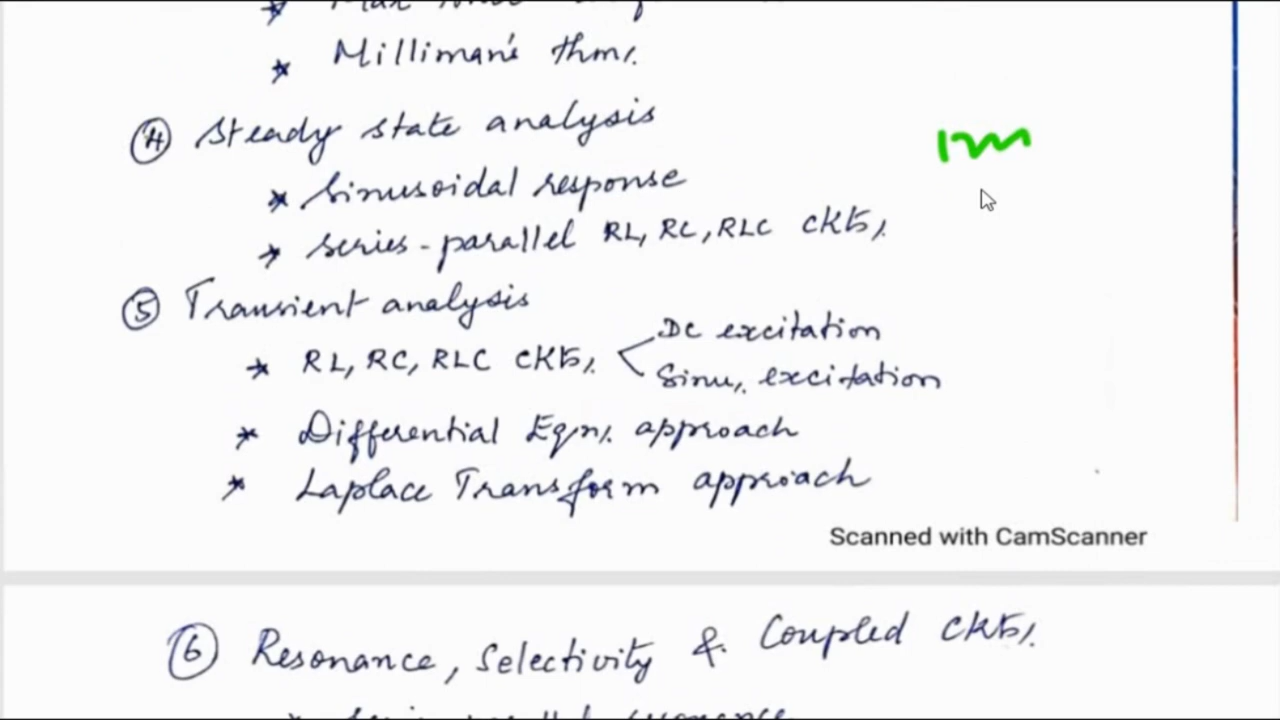 * Milliman's thm/.
④ Steady state analysis
1m
* Sinusoidal response
* series-parallel RL, RC, RLC ckts/.
⑤ Transient analysis
* RL, RC, RLC ckts/. < DC excitation
Sinu/. excitation
* Differential Eqn/. approach
* Laplace Transform approach
Scanned with CamScanner
⑥ Resonance, Selectivity & Coupled ckts/.